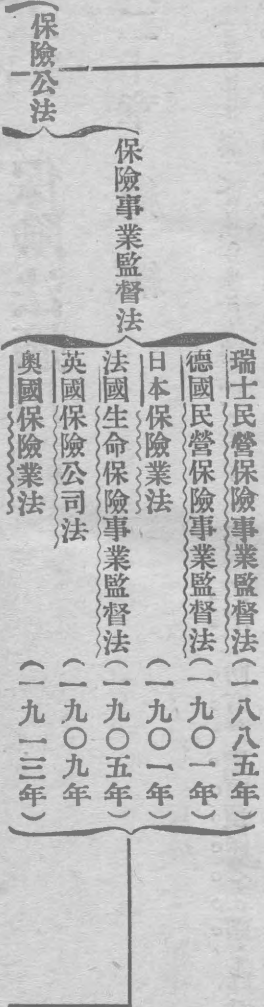 保險公法
保險事業監督法
瑞士民營保險事業監督法(一八八五年)
德國民營保險事業監督法(一九〇一年)
日本保險業法(一九〇一年)
法國生命保險事業監督法(一九〇五年)
英國保險公司法(一九〇九年
奧國保險業法(一九一三年)